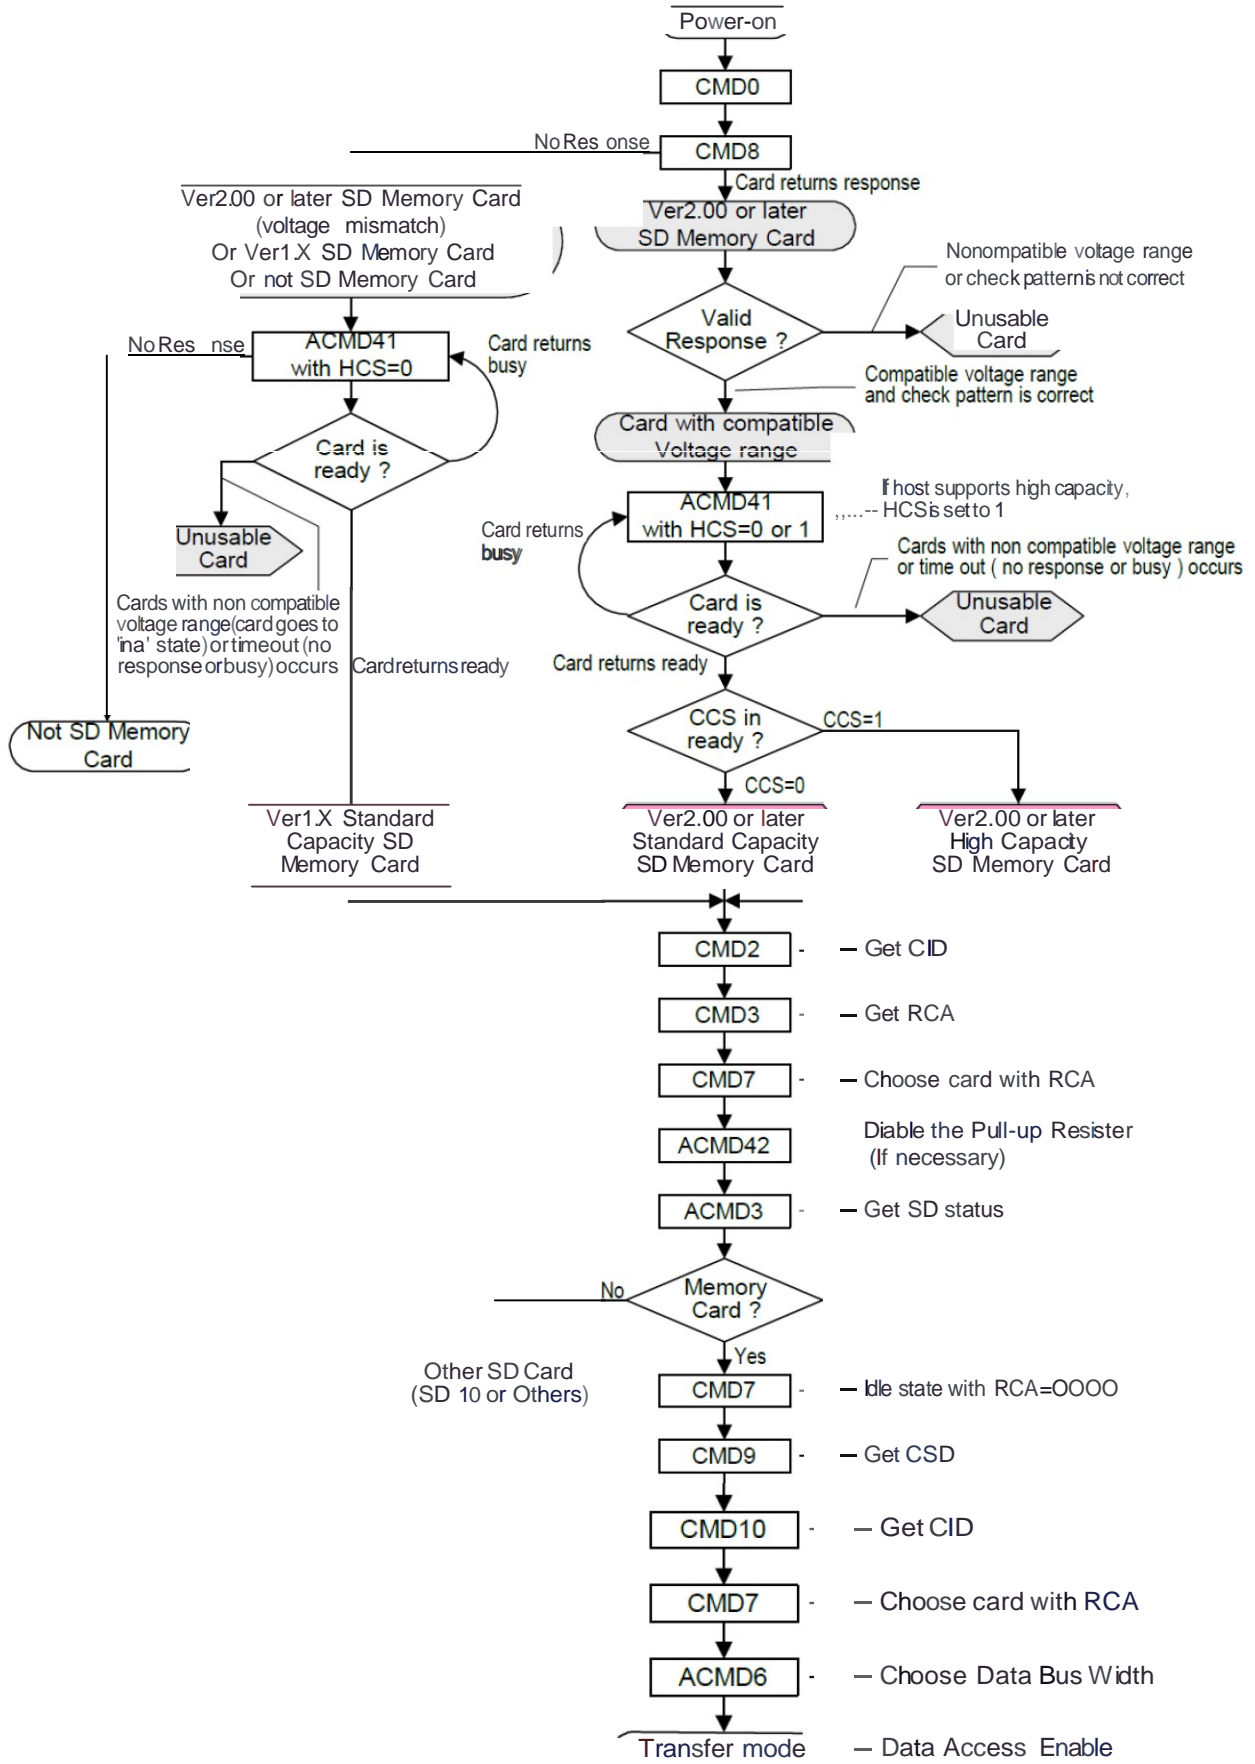 Power-on
CMD0
No Res onse
CMD8
Card returns response
Ver2.00 or later SD Memory Card
(voltage mismatch)
Or Ver1.X SD Memory Card
Or not SD Memory Card
Ver2.00 or later
SD Memory Card
Nonompatible voltage range
or check pattern is not correct
Valid
Response ?
Unusable
Card
No Res nse
ACMD41
with HCS=0
Card returns
busy
Compatible voltage range
and check pattern is correct
Card with compatible
Voltage range
Card is
ready ?
If host supports high capacity,
HCS is set to 1
ACMD41
with HCS=0 or 1
Card returns
busy
Unusable
Card
Cards with non compatible voltage range
or time out ( no response or busy ) occurs
Cards with non compatible
voltage range(card goes to
'ina' state) or timeout (no
response or busy) occurs
Card returns ready
Card is
ready ?
Unusable
Card
Card returns ready
Not SD Memory
Card
CCS in
ready ?
CCS=1
CCS=0
Ver1.X Standard
Capacity SD
Memory Card
Ver2.00 or later
Standard Capacity
SD Memory Card
Ver2.00 or later
High Capacity
SD Memory Card
CMD2 - — Get CID
CMD3 - — Get RCA
CMD7 - — Choose card with RCA
ACMD42
Diable the Pull-up Resister
(If necessary)
ACMD3 - — Get SD status
No
Memory
Card ?
Yes
Other SD Card
(SD 10 or Others)
CMD7 - — Idle state with RCA=OOOO
CMD9 - — Get CSD
CMD10 - — Get CID
CMD7 - — Choose card with RCA
ACMD6 - — Choose Data Bus Width
Transfer mode — Data Access Enable